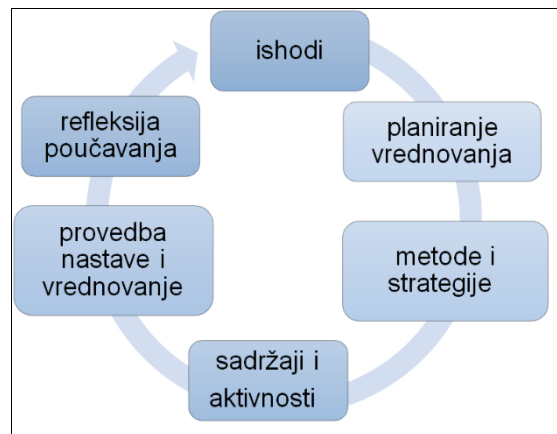 ishodi
planiranje
vrednovanja
metode i
strategije
sadržaji i
aktivnosti
provedba
nastave i
vrednovanje
refleksija
poučavanja